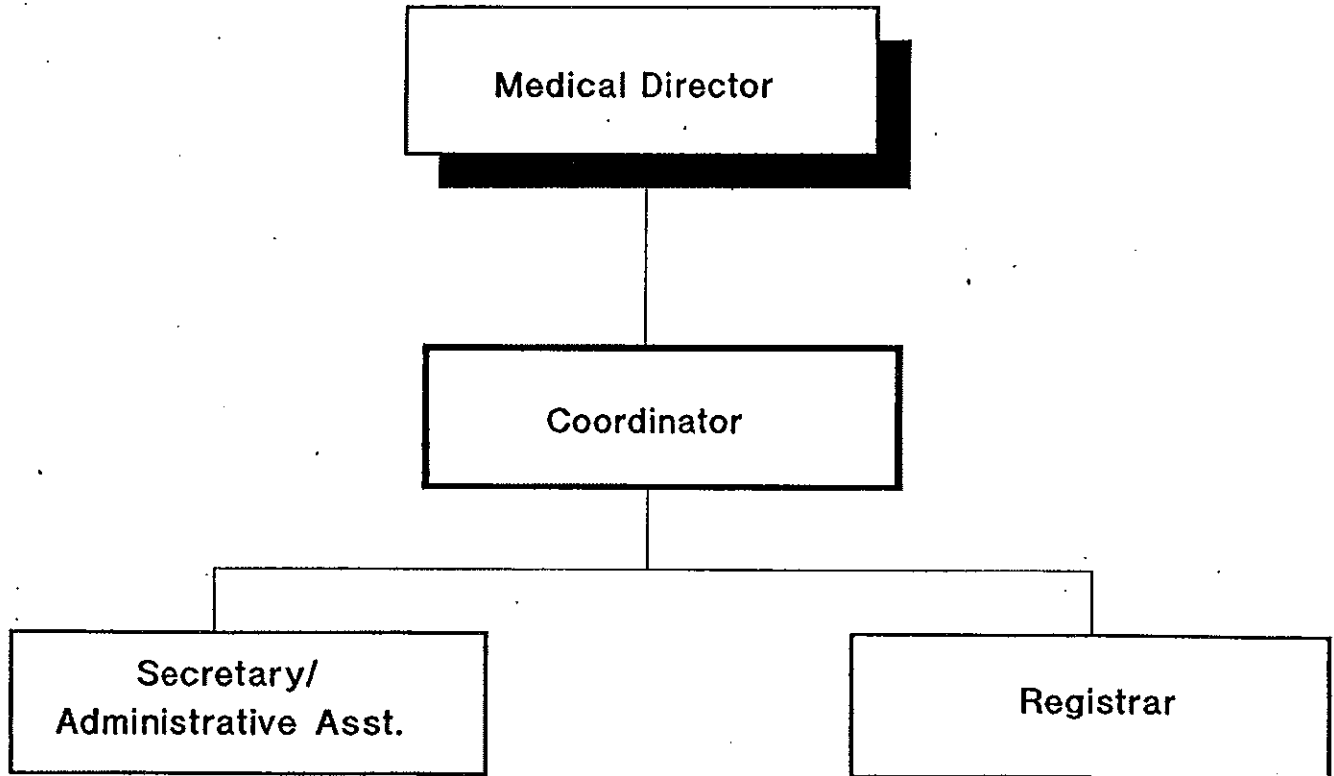 Medical Director
Coordinator
Secretary/
Administrative Asst.
Registrar